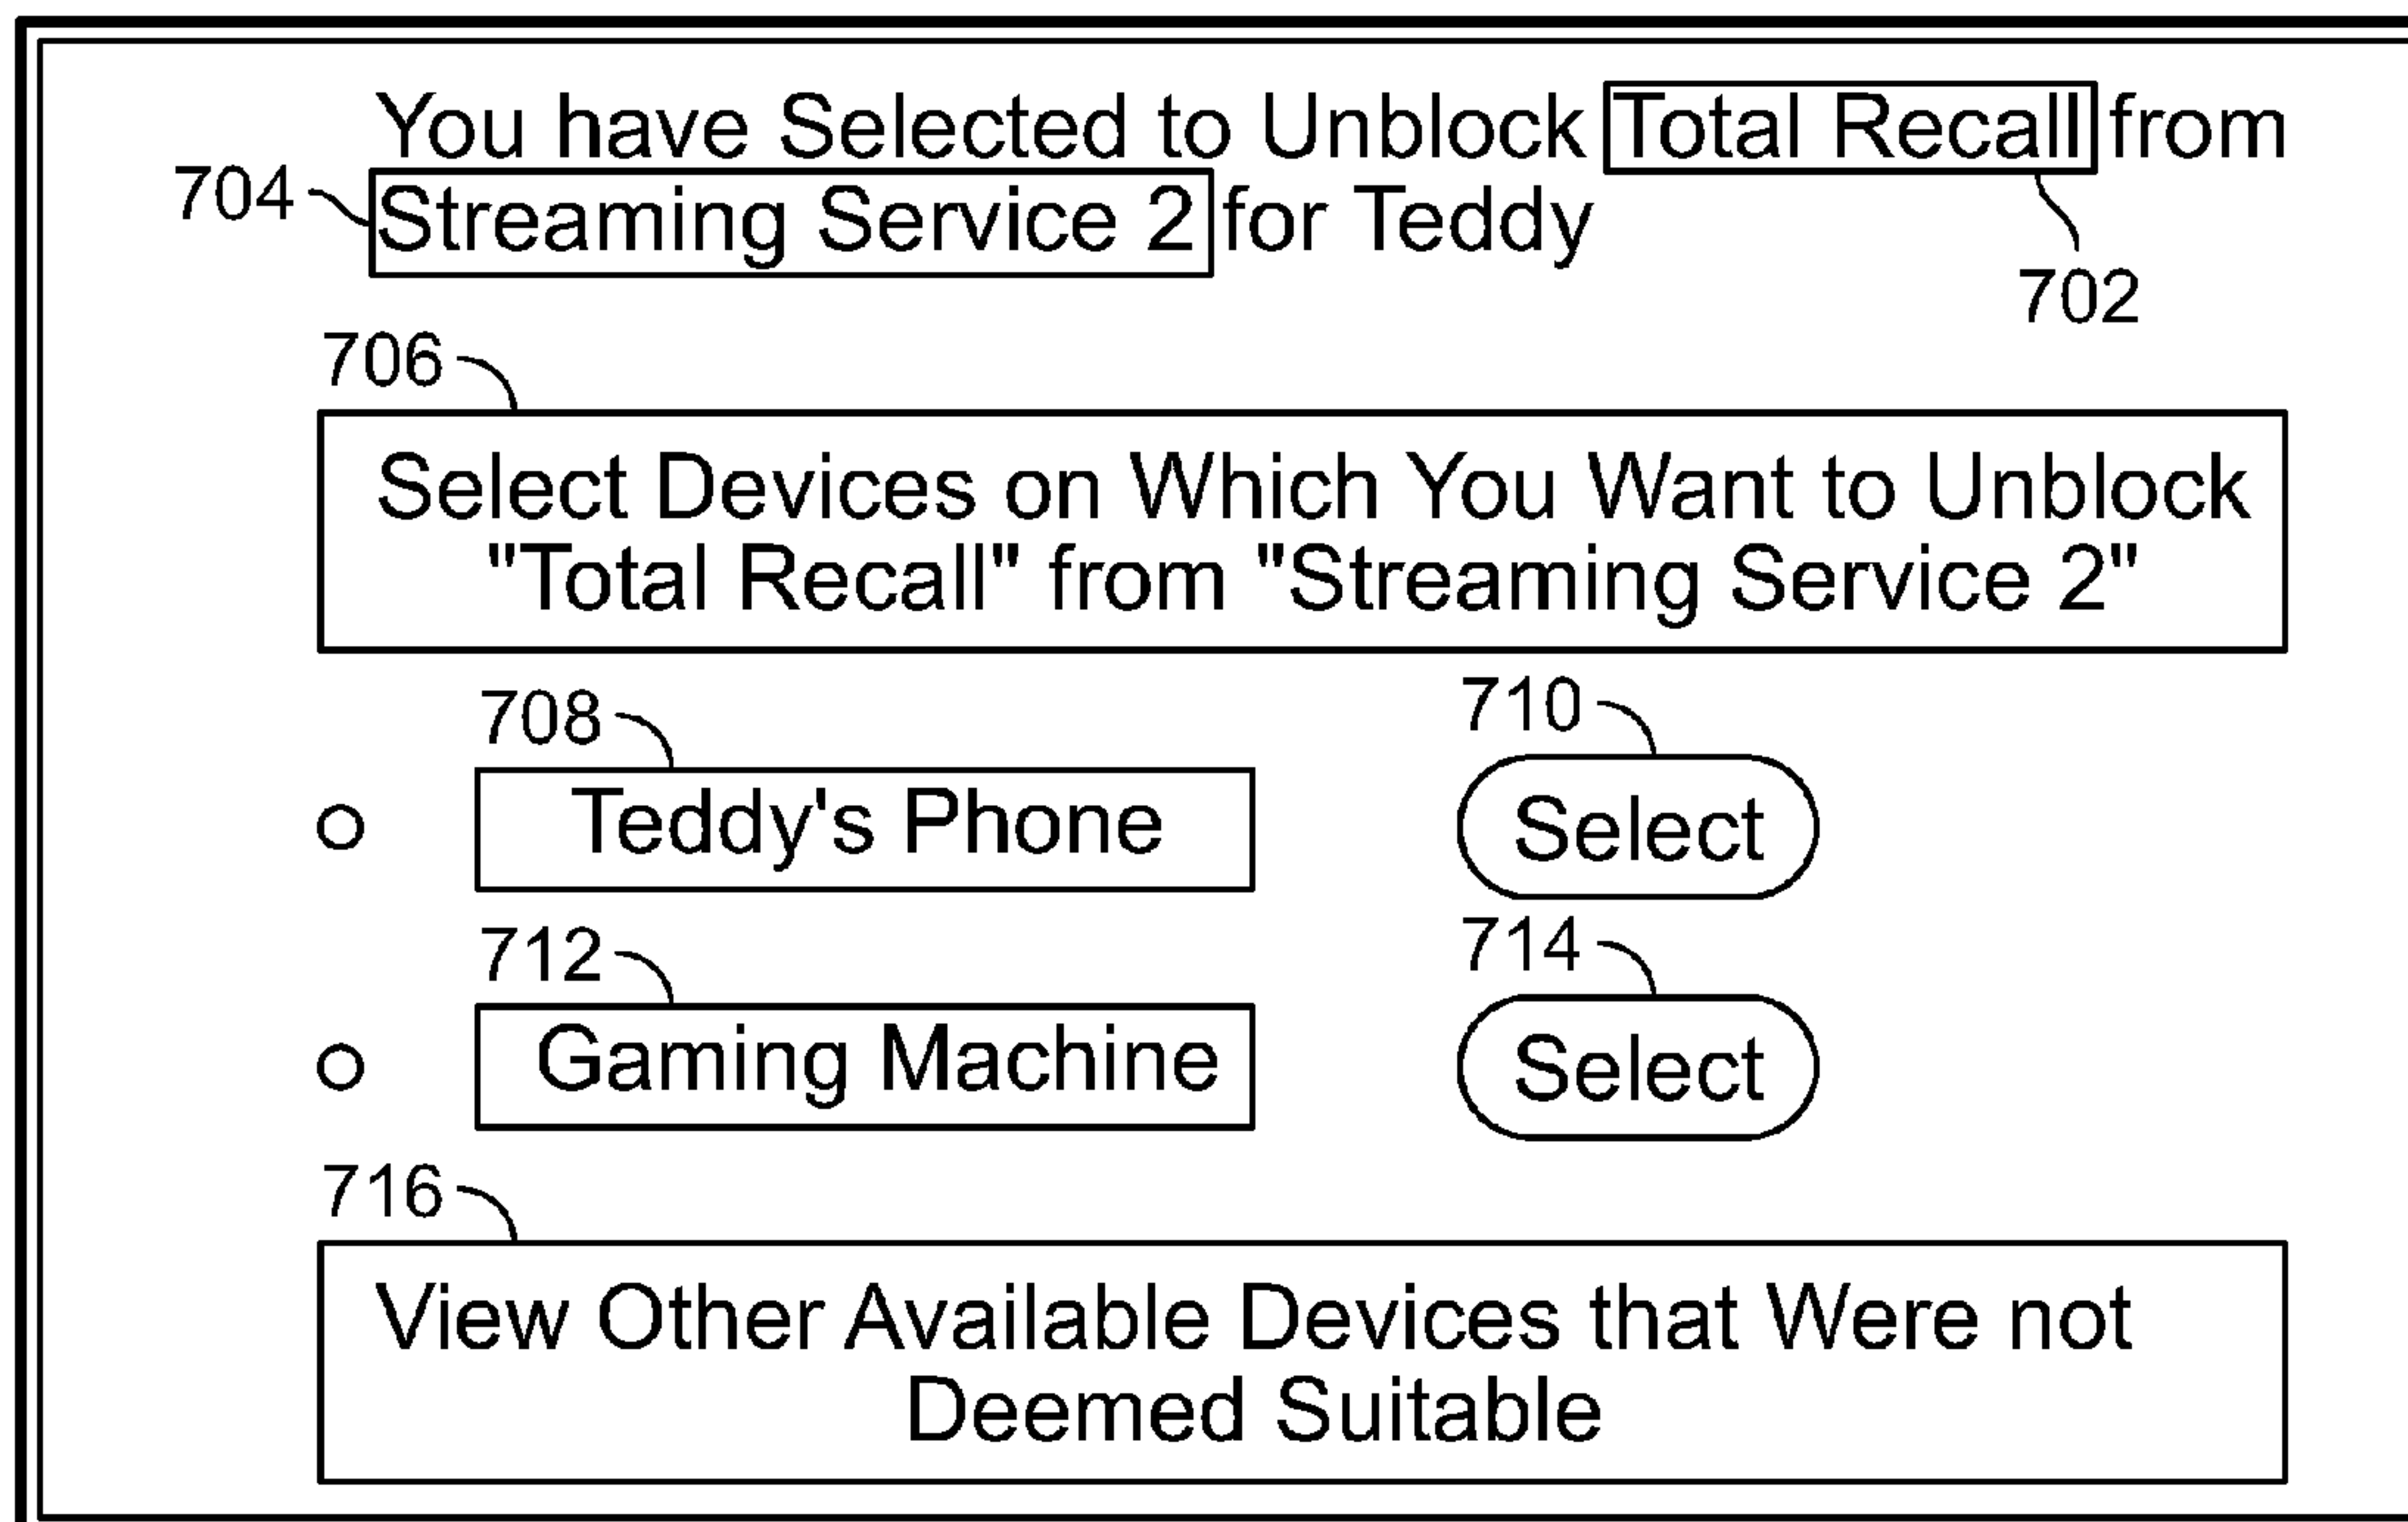 You have Selected to Unblock Total Recall from
704 Streaming Service 2 for Teddy
702
706
Select Devices on Which You Want to Unblock
"Total Recall" from "Streaming Service 2"
708 710
Teddy's Phone Select
712 714
Gaming Machine Select
716
View Other Available Devices that Were not
Deemed Suitable